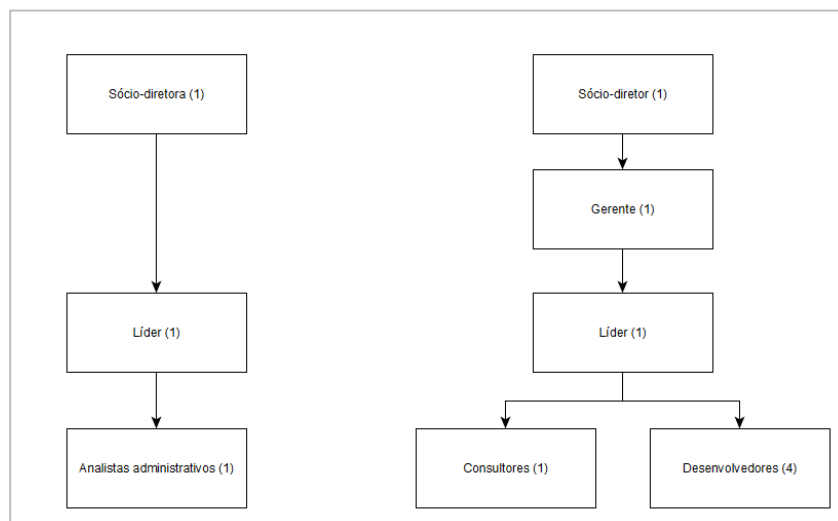 Sócio-diretora (1)
Sócio-diretor (1)
Gerente (1)
Líder (1)
Líder (1)
Analistas administrativos (1)
Consultores (1)
Desenvolvedores (4)